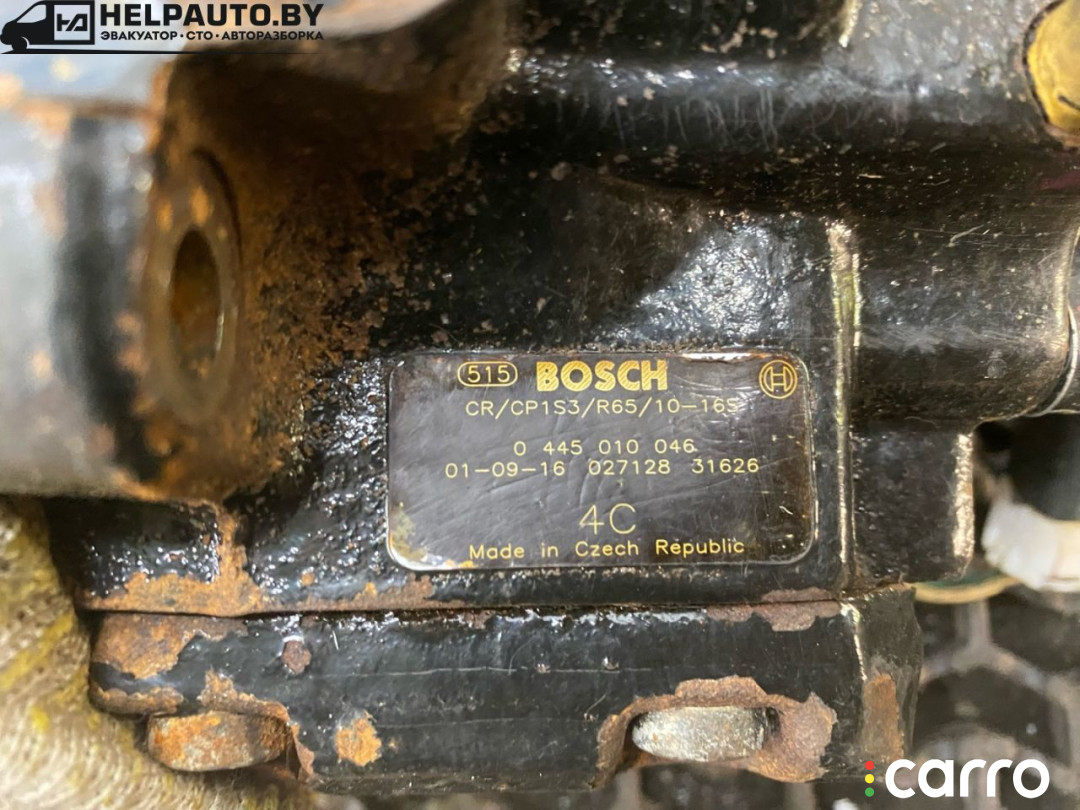 HELPAUTO.BY
ЭВАКУАТОР • СТО • АВТОРАЗБОРКА
515 BOSCH
CR/CP1S3/R65/10-16S
0 445 010 046
01-09-16 027128 31626
4C
Made in Czech Republic
carro